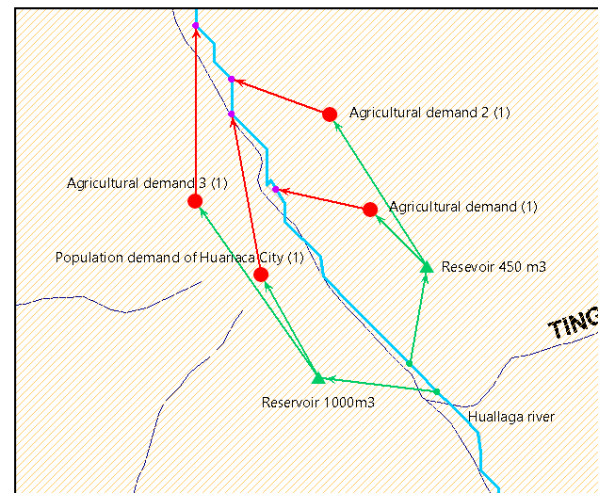 Agricultural demand 2 (1)
Agricultural demand 3 (1)
Agricultural demand (1)
Population demand of Huariaca City (1)
Resevoir 450 m3
TING
Reservoir 1000m3
Huallaga river